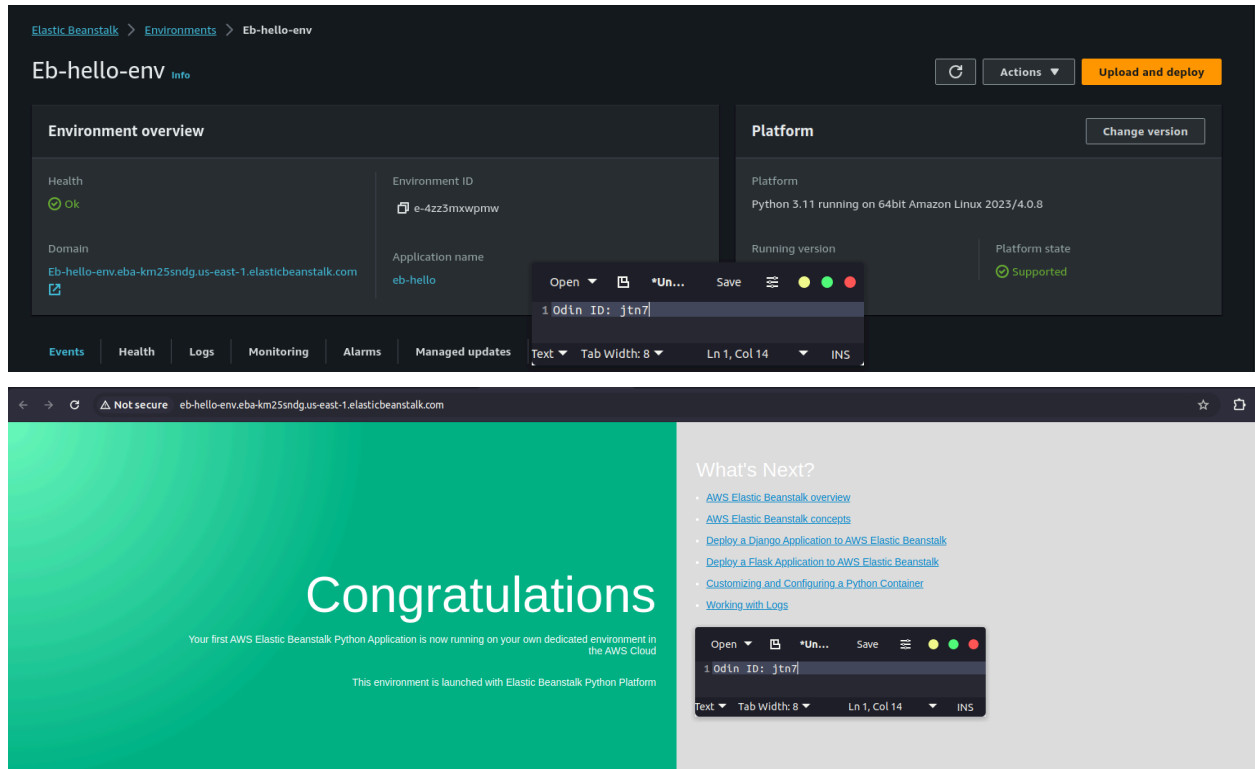 Elastic Beanstalk > Environments > Eb-hello-env
Eb-hello-env Info
Actions ▼
Upload and deploy
Environment overview
Health
Ok
Domain
Eb-hello-env.eba-km25sndg.us-east-1.elasticbeanstalk.com
Environment ID
e-4zz3mxwpmw
Application name
eb-hello
Platform
Change version
Platform
Python 3.11 running on 64bit Amazon Linux 2023/4.0.8
Running version
Platform state
Supported
Open *Un... Save
1 Odin ID: jtn7
Text Tab Width: 8 Ln 1, Col 14 INS
Events Health Logs Monitoring Alarms Managed updates
Not secure eb-hello-env.eba-km25sndg.us-east-1.elasticbeanstalk.com
Congratulations
Your first AWS Elastic Beanstalk Python Application is now running on your own dedicated environment in
the AWS Cloud
This environment is launched with Elastic Beanstalk Python Platform
What's Next?
AWS Elastic Beanstalk overview
AWS Elastic Beanstalk concepts
Deploy a Django Application to AWS Elastic Beanstalk
Deploy a Flask Application to AWS Elastic Beanstalk
Customizing and Configuring a Python Container
Working with Logs
Open *Un... Save
1 Odin ID: jtn7
Text Tab Width: 8 Ln 1, Col 14 INS